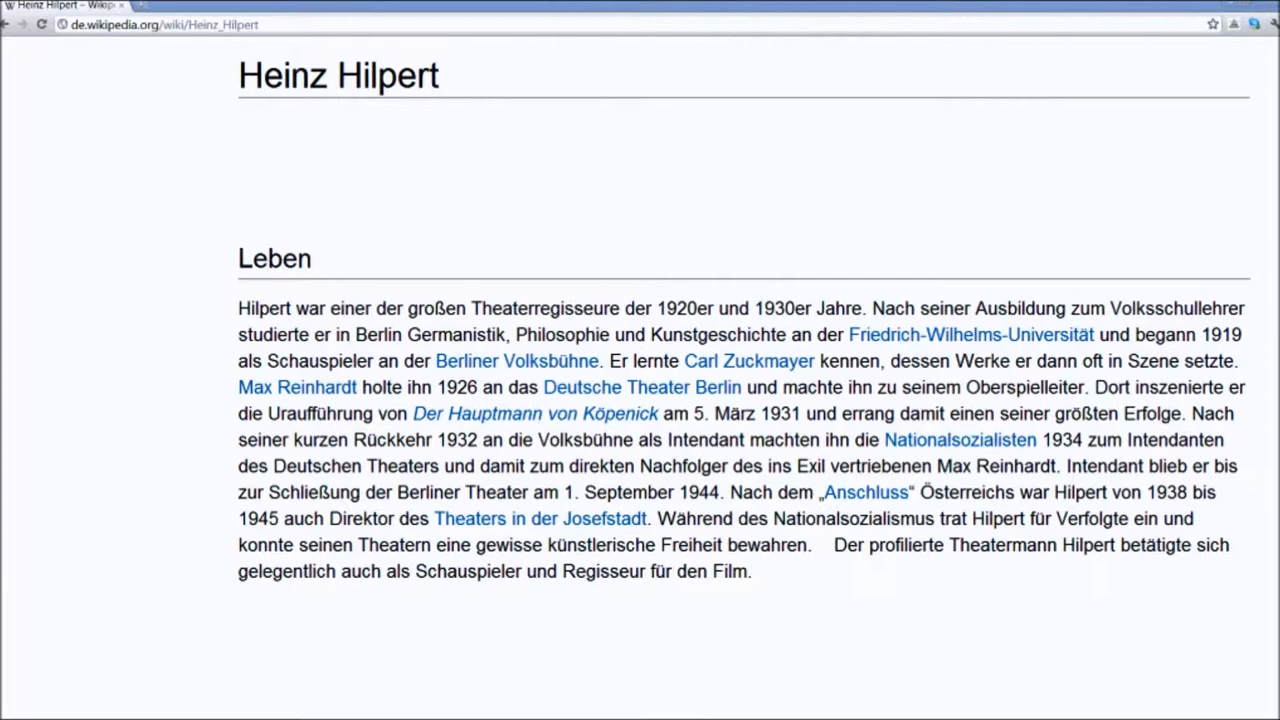 Heinz Hilpert – Wikip
de.wikipedia.org/wiki/Heinz_Hilpert
Heinz Hilpert
Leben
Hilpert war einer der großen Theaterregisseure der 1920er und 1930er Jahre. Nach seiner Ausbildung zum Volksschullehrer
studierte er in Berlin Germanistik, Philosophie und Kunstgeschichte an der Friedrich-Wilhelms-Universität und begann 1919
als Schauspieler an der Berliner Volksbühne. Er lernte Carl Zuckmayer kennen, dessen Werke er dann oft in Szene setzte.
Max Reinhardt holte ihn 1926 an das Deutsche Theater Berlin und machte ihn zu seinem Oberspielleiter. Dort inszenierte er
die Uraufführung von Der Hauptmann von Köpenick am 5. März 1931 und errang damit einen seiner größten Erfolge. Nach
seiner kurzen Rückkehr 1932 an die Volksbühne als Intendant machten ihn die Nationalsozialisten 1934 zum Intendanten
des Deutschen Theaters und damit zum direkten Nachfolger des ins Exil vertriebenen Max Reinhardt. Intendant blieb er bis
zur Schließung der Berliner Theater am 1. September 1944. Nach dem „Anschluss“ Österreichs war Hilpert von 1938 bis
1945 auch Direktor des Theaters in der Josefstadt. Während des Nationalsozialismus trat Hilpert für Verfolgte ein und
konnte seinen Theatern eine gewisse künstlerische Freiheit bewahren. Der profilierte Theatermann Hilpert betätigte sich
gelegentlich auch als Schauspieler und Regisseur für den Film.